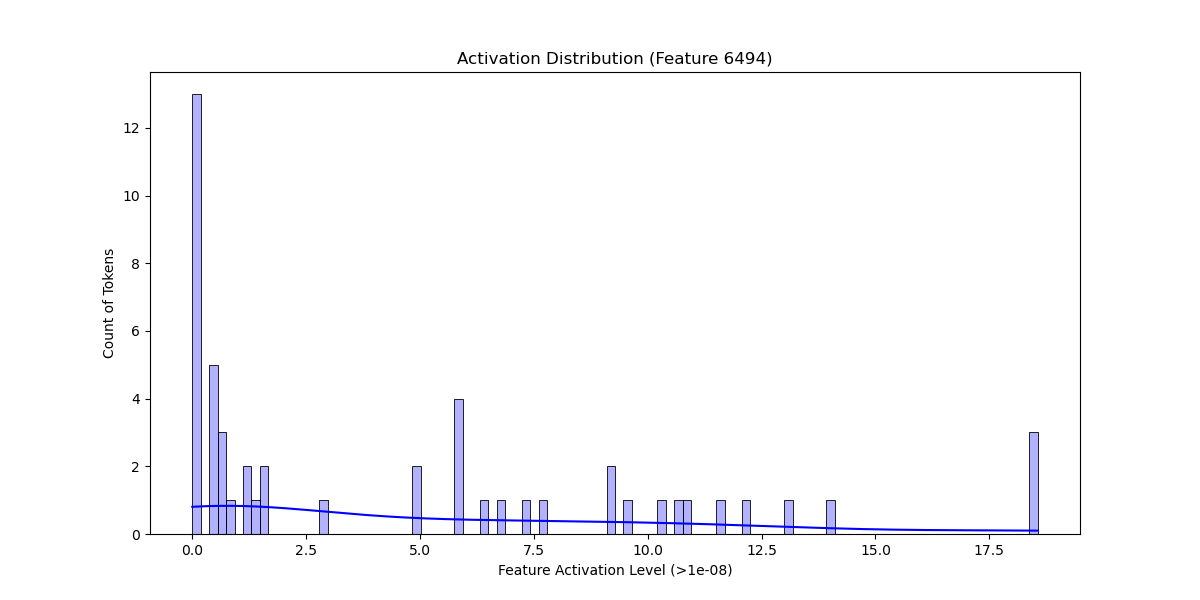 Activation Distribution (Feature 6494)
Count of Tokens
12
10
8
6
4
2
0
0.0 2.5 5.0 7.5 10.0 12.5 15.0 17.5
Feature Activation Level (>1e-08)